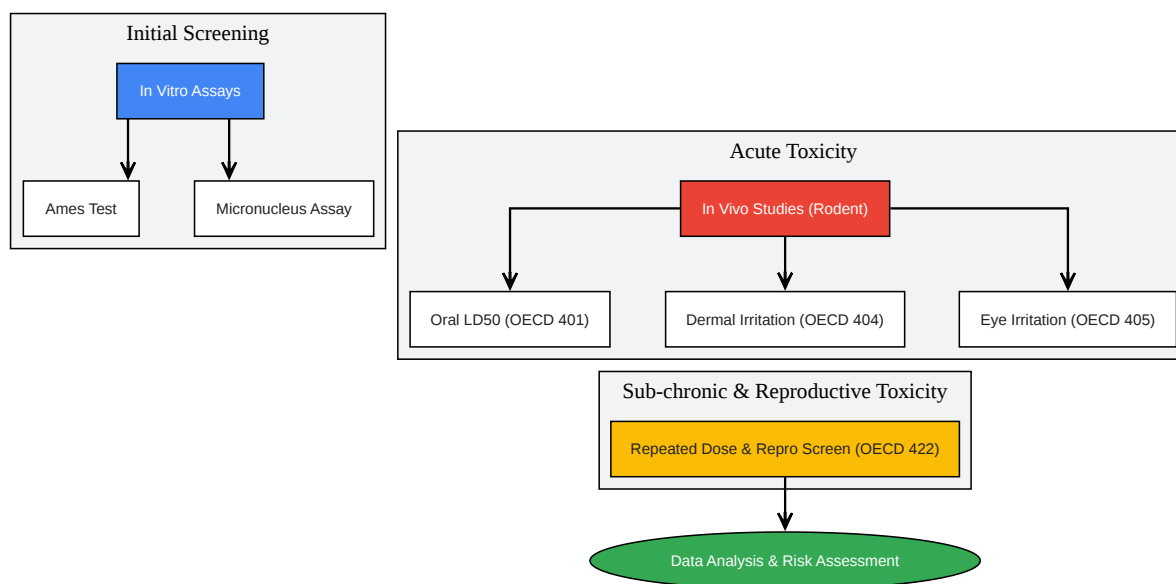 Initial Screening
In Vitro Assays
Ames Test
Micronucleus Assay
Acute Toxicity
In Vivo Studies (Rodent)
Oral LD50 (OECD 401)
Dermal Irritation (OECD 404)
Eye Irritation (OECD 405)
Sub-chronic & Reproductive Toxicity
Repeated Dose & Repro Screen (OECD 422)
Data Analysis & Risk Assessment